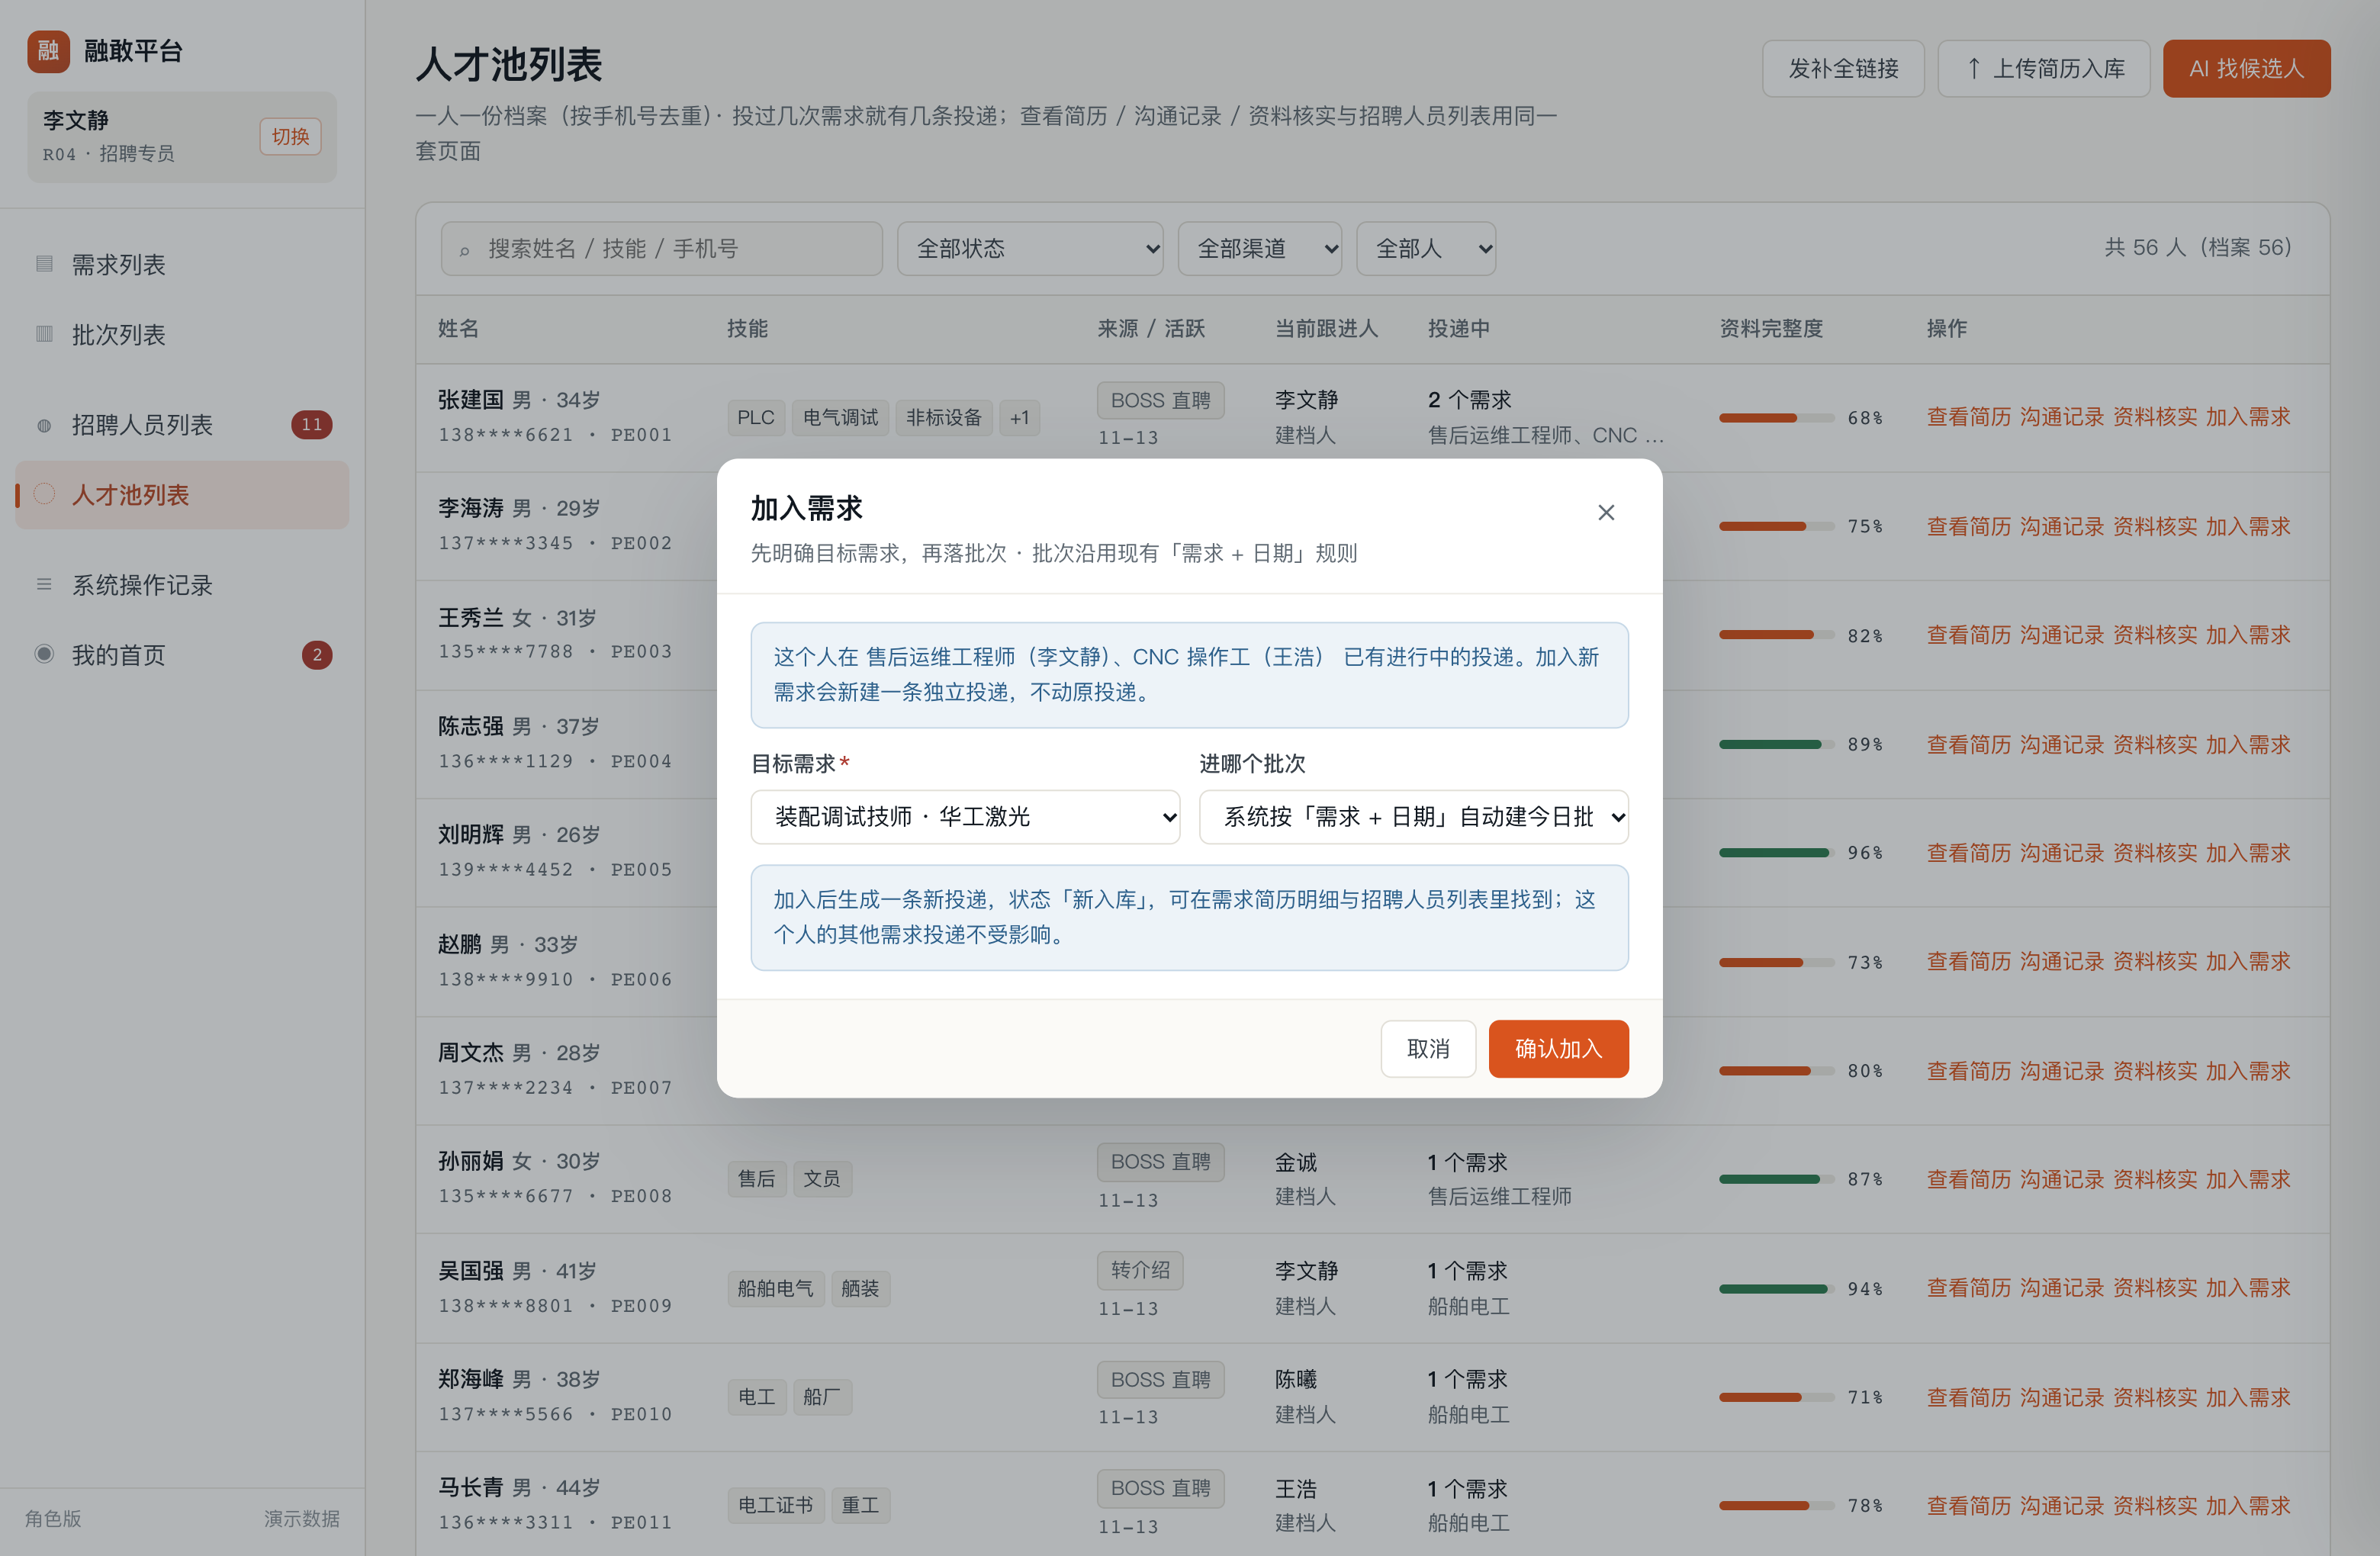 融 融敢平台
李文静
R04 · 招聘专员
切换
需求列表
批次列表
招聘人员列表 11
人才池列表
系统操作记录
我的首页 2
角色版 演示数据
人才池列表
一人一份档案（按手机号去重）· 投过几次需求就有几条投递；查看简历 / 沟通记录 / 资料核实与招聘人员列表用同一
套页面
发补全链接 ↑ 上传简历入库 AI 找候选人
搜索姓名 / 技能 / 手机号 全部状态 全部渠道 全部人 共 56 人（档案 56）
姓名 技能 来源 / 活跃 当前跟进人 投递中 资料完整度 操作
张建国 男 · 34岁
138****6621 · PE001
PLC 电气调试 非标设备 +1
BOSS 直聘
11-13
李文静
建档人
2 个需求
售后运维工程师、CNC …
68% 查看简历 沟通记录 资料核实 加入需求
李海涛 男 · 29岁
137****3345 · PE002
75% 查看简历 沟通记录 资料核实 加入需求
王秀兰 女 · 31岁
135****7788 · PE003
82% 查看简历 沟通记录 资料核实 加入需求
陈志强 男 · 37岁
136****1129 · PE004
89% 查看简历 沟通记录 资料核实 加入需求
刘明辉 男 · 26岁
139****4452 · PE005
96% 查看简历 沟通记录 资料核实 加入需求
赵鹏 男 · 33岁
138****9910 · PE006
73% 查看简历 沟通记录 资料核实 加入需求
周文杰 男 · 28岁
137****2234 · PE007
80% 查看简历 沟通记录 资料核实 加入需求
孙丽娟 女 · 30岁
135****6677 · PE008
售后 文员
BOSS 直聘
11-13
金诚
建档人
1 个需求
售后运维工程师
87% 查看简历 沟通记录 资料核实 加入需求
吴国强 男 · 41岁
138****8801 · PE009
船舶电气 舾装
转介绍
11-13
李文静
建档人
1 个需求
船舶电工
94% 查看简历 沟通记录 资料核实 加入需求
郑海峰 男 · 38岁
137****5566 · PE010
电工 船厂
BOSS 直聘
11-13
陈曦
建档人
1 个需求
船舶电工
71% 查看简历 沟通记录 资料核实 加入需求
马长青 男 · 44岁
136****3311 · PE011
电工证书 重工
BOSS 直聘
11-13
王浩
建档人
1 个需求
船舶电工
78% 查看简历 沟通记录 资料核实 加入需求
加入需求 ×
先明确目标需求，再落批次 · 批次沿用现有「需求 + 日期」规则
这个人在 售后运维工程师（李文静）、CNC 操作工（王浩） 已有进行中的投递。加入新
需求会新建一条独立投递，不动原投递。
目标需求* 进哪个批次
装配调试技师 · 华工激光 系统按「需求 + 日期」自动建今日批
加入后生成一条新投递，状态「新入库」，可在需求简历明细与招聘人员列表里找到；这
个人的其他需求投递不受影响。
取消 确认加入